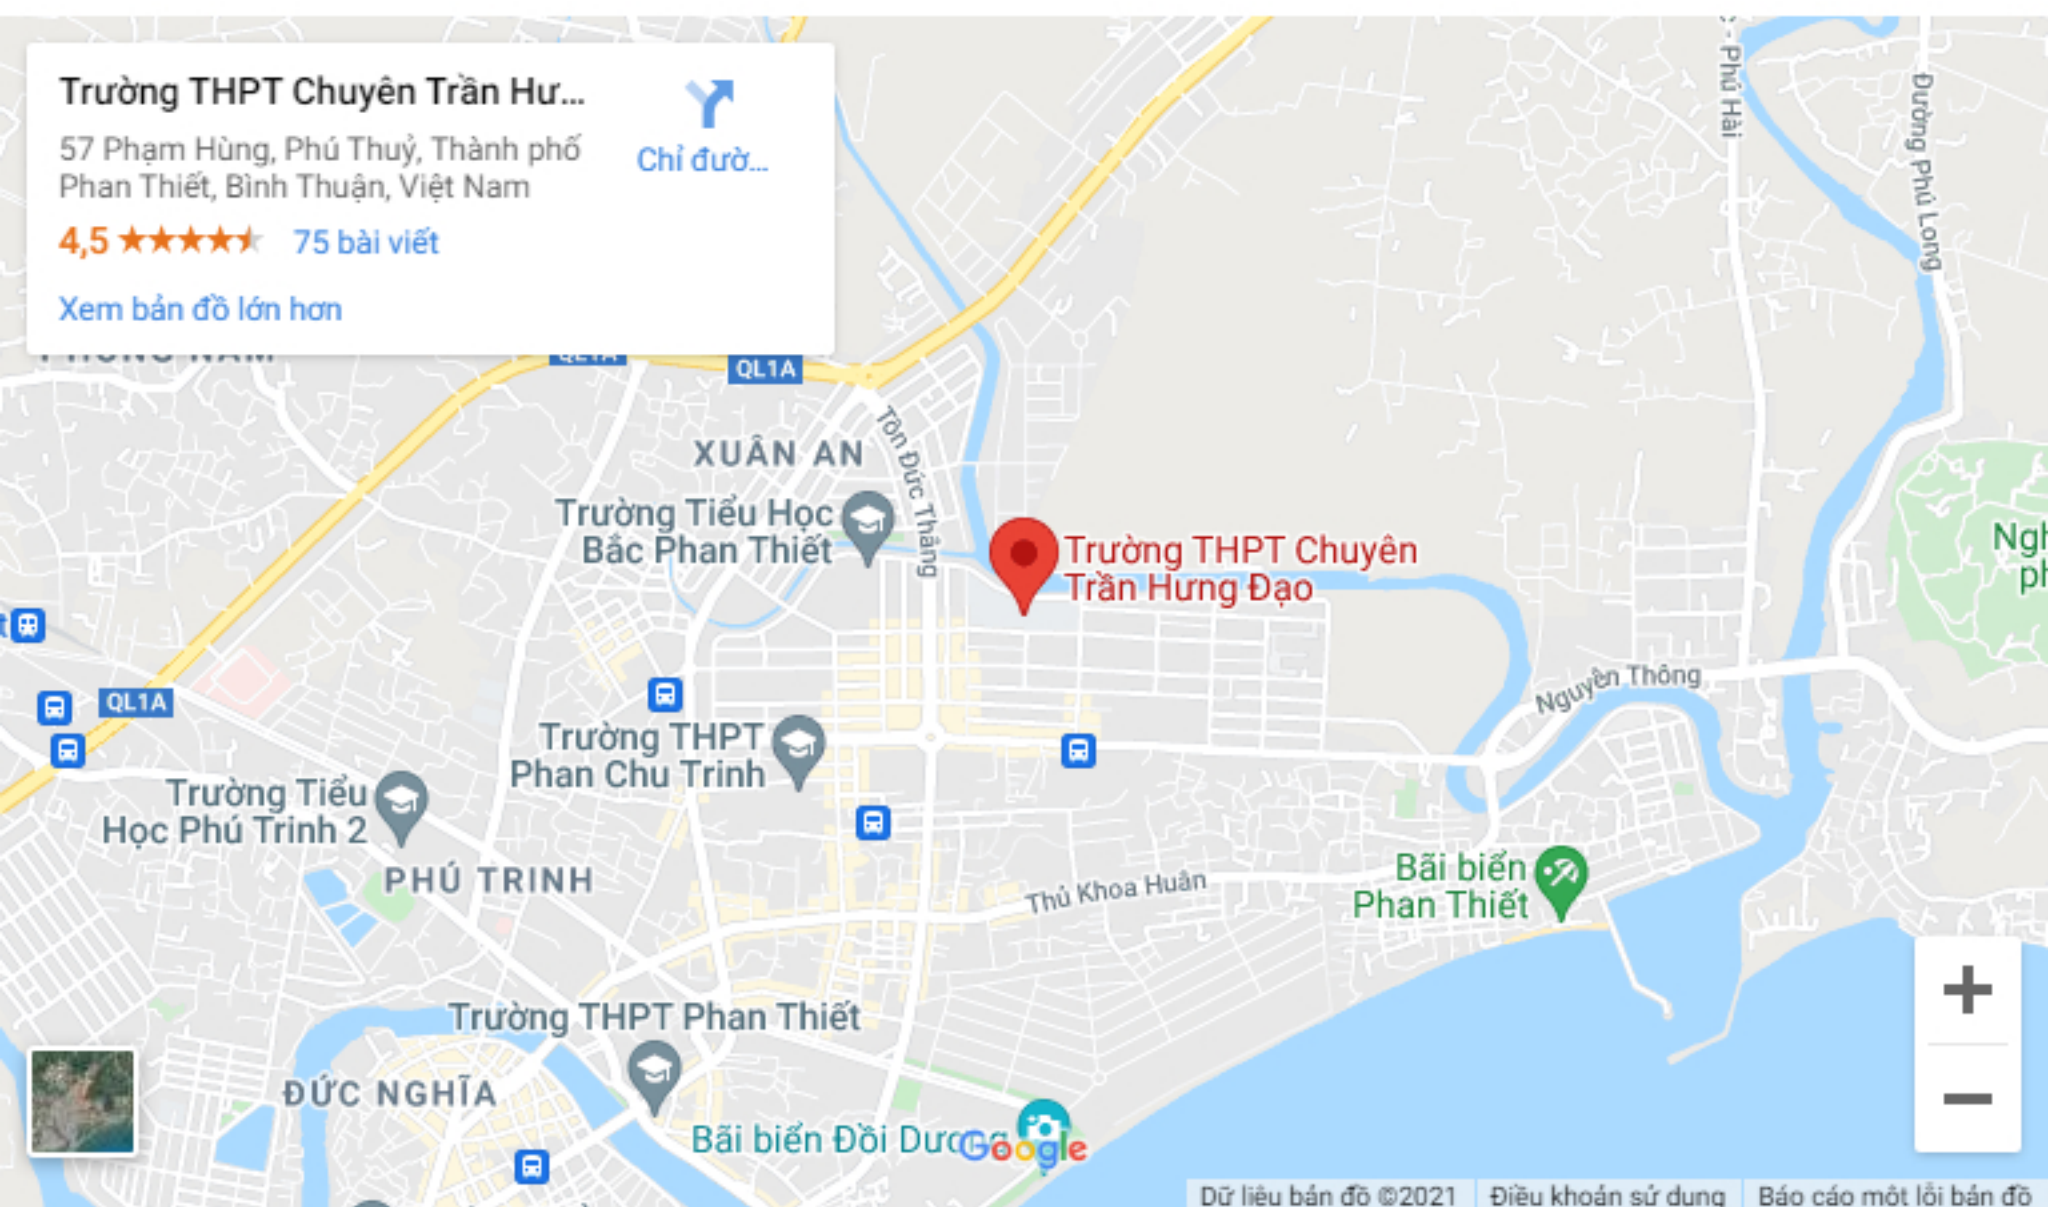 Trường THPT Chuyên Trần Hư...
57 Phạm Hùng, Phú Thuỷ, Thành phố
Phan Thiết, Bình Thuận, Việt Nam
4,5
75 bài viết
Xem bản đồ lớn hơn
Chỉ đườ...
PHONG NẪM
QL1A
QL1A
- Phú Hài
Đường Phú Long
XUÂN AN
Tôn Đức Thắng
Trường Tiểu Học
Bắc Phan Thiết
Trường THPT Chuyên
Trần Hưng Đạo
Ngh
ph
t
QL1A
Nguyễn Thông
Trường THPT
Phan Chu Trinh
Trường Tiểu
Học Phú Trinh 2
PHÚ TRINH
Thủ Khoa Huân
Bãi biển
Phan Thiết
+
−
Trường THPT Phan Thiết
ĐỨC NGHĨA
Bãi biển Đồi Dương
Google
Dữ liệu bản đồ ©2021
Điều khoản sử dụng
Báo cáo một lỗi bản đồ